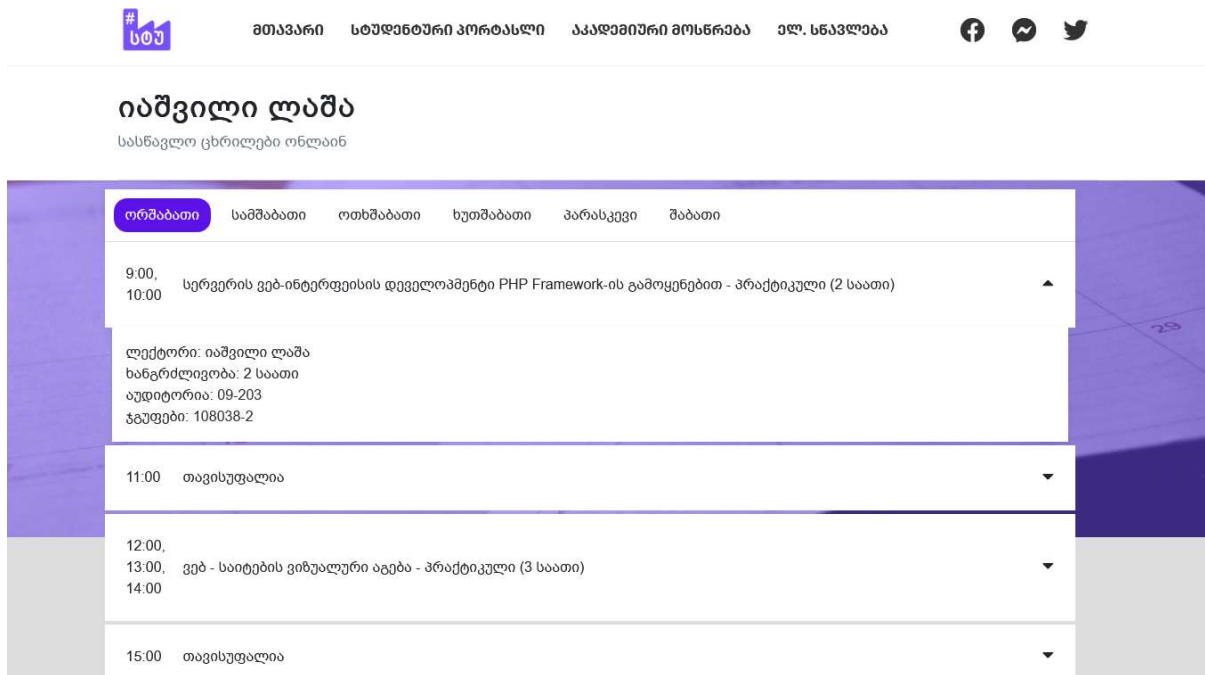 #
სტუ
მთავარი სტუდენტური პორტასლი აკადემიური მოსწრება ელ. სწავლება
იაშვილი ლაშა
სასწავლო ცხრილები ონლაინ
ორშაბათი სამშაბათი ოთხშაბათი ხუთშაბათი პარასკევი შაბათი
9:00,
10:00 სერვერის ვებ-ინტერფეისის დეველოპმენტი PHP Framework-ის გამოყენებით - პრაქტიკული (2 საათი)
ლექტორი: იაშვილი ლაშა
ხანგრძლივობა: 2 საათი
აუდიტორია: 09-203
ჯგუფები: 108038-2
11:00 თავისუფალია
12:00,
13:00, ვებ - საიტების ვიზუალური აგება - პრაქტიკული (3 საათი)
14:00
15:00 თავისუფალია
29